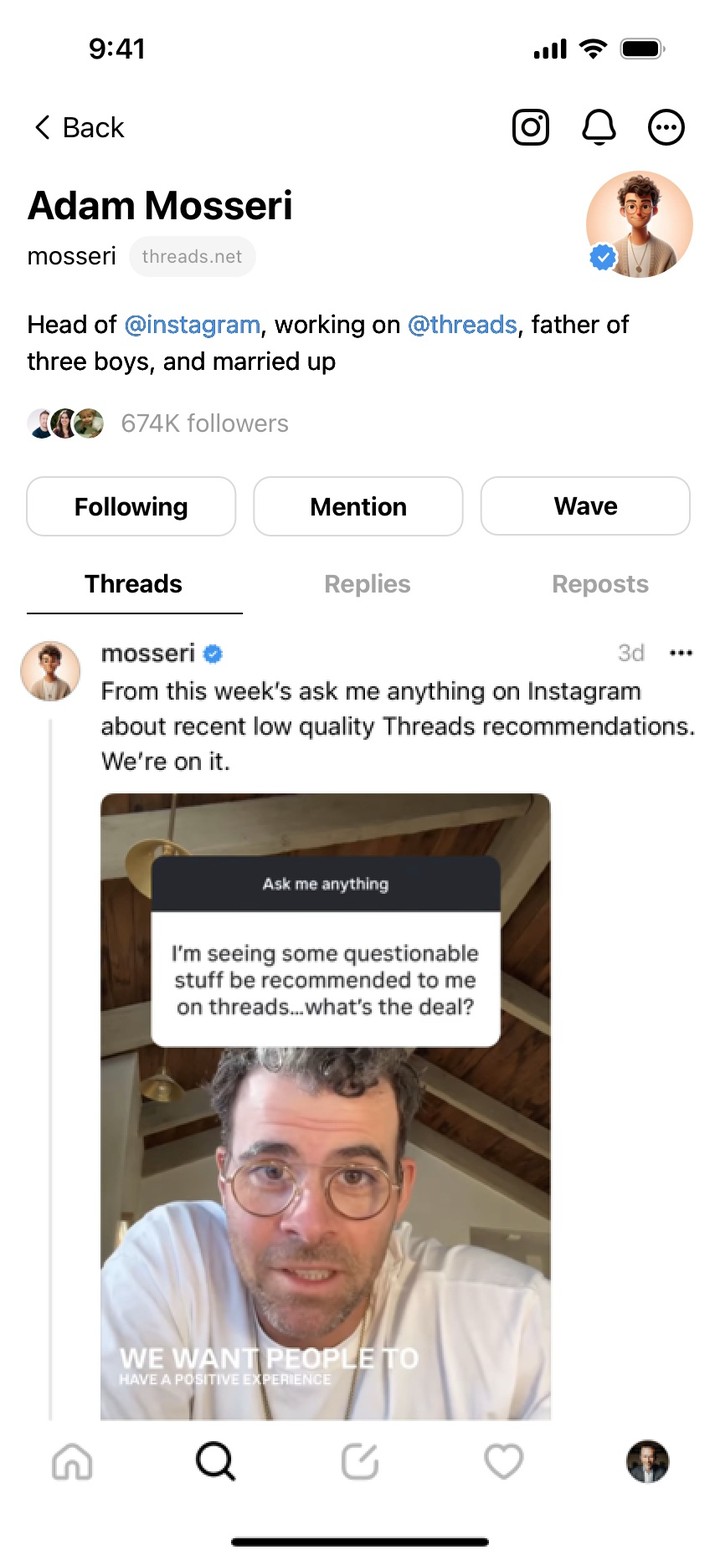 9:41
Back
Adam Mosseri
mosseri threads.net
Head of @instagram, working on @threads, father of
three boys, and married up
674K followers
Following Mention Wave
Threads Replies Reposts
mosseri 3d
From this week’s ask me anything on Instagram
about recent low quality Threads recommendations.
We’re on it.
Ask me anything
I’m seeing some questionable
stuff be recommended to me
on threads...what’s the deal?
WE WANT PEOPLE TO
HAVE A POSITIVE EXPERIENCE